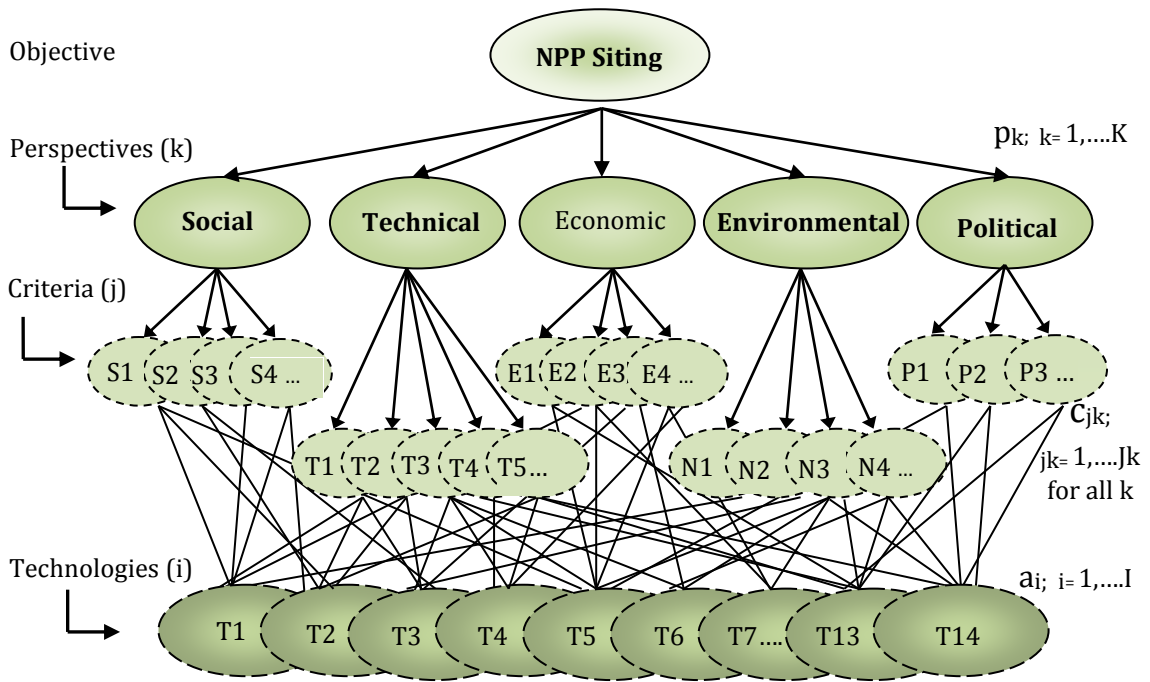 Objective
NPP Siting
Perspectives (k)
pk; k= 1,….K
Social
Technical
Economic
Environmental
Political
Criteria (j)
S1 S2 S3 S4 ...
E1 E2 E3 E4 ...
P1 P2 P3 ...
cjk;
T1 T2 T3 T4 T5...
N1 N2 N3 N4 ...
jk= 1,….Jk
for all k
Technologies (i)
ai; i= 1,….I
T1 T2 T3 T4 T5 T6 T7.... T13 T14